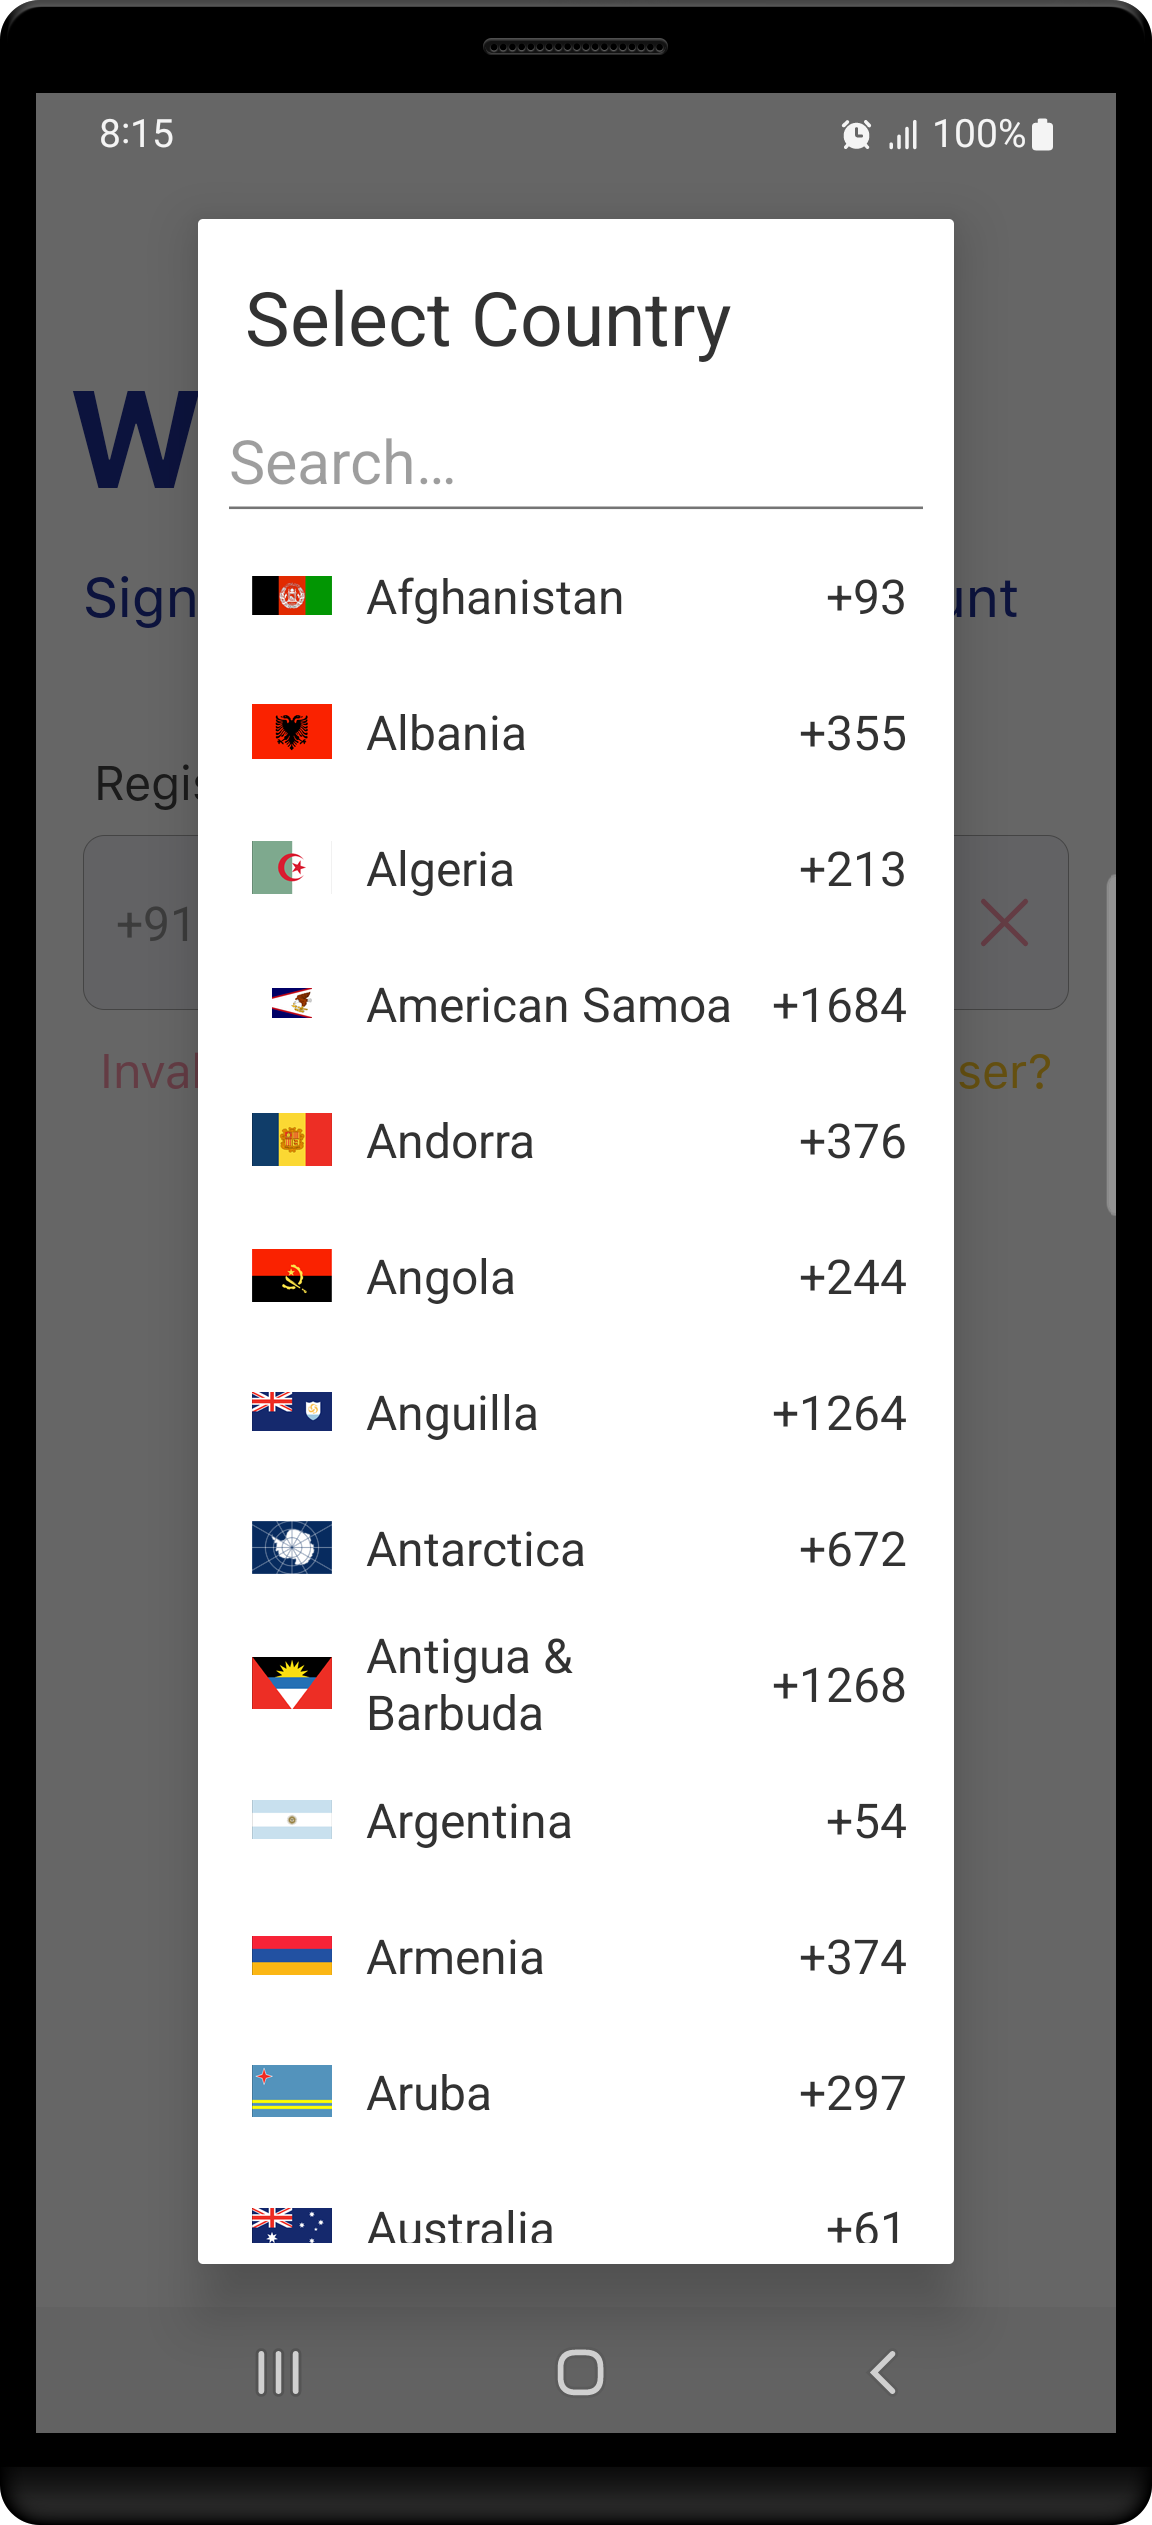 8:15
100%
Select Country
W
Search...
Sign
unt
Afghanistan +93
Albania +355
Regis
Algeria +213
+91
American Samoa +1684
Inval
ser?
Andorra +376
Angola +244
Anguilla +1264
Antarctica +672
Antigua &
Barbuda
+1268
Argentina +54
Armenia +374
Aruba +297
Australia +61